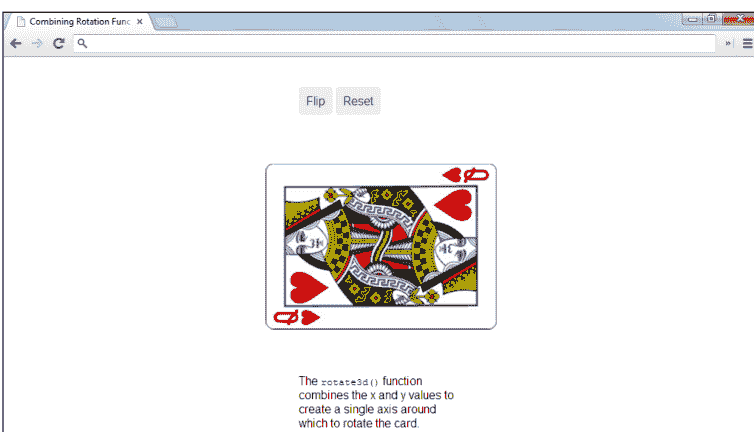 Combining Rotation Func
Flip Reset
Q
Q
The rotate3d() function
combines the x and y values to
create a single axis around
which to rotate the card.